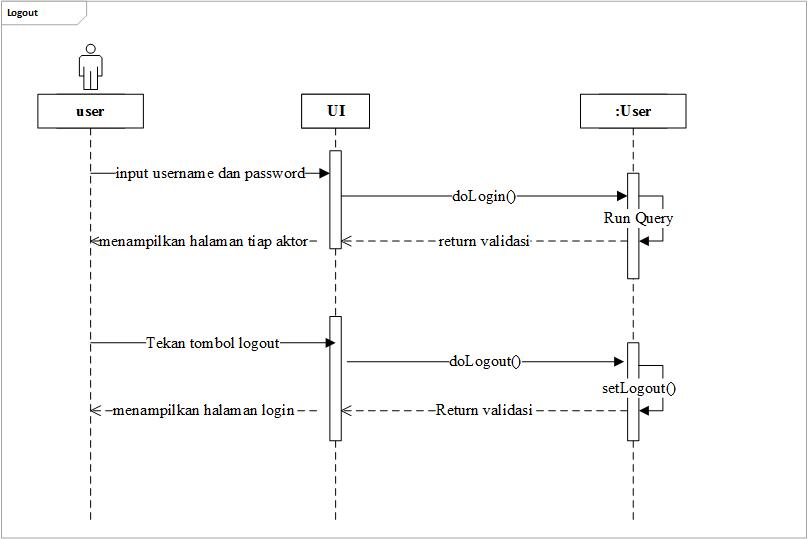 Logout
user
UI
:User
input username dan password
doLogin()
Run Query
menampilkan halaman tiap aktor
return validasi
Tekan tombol logout
doLogout()
setLogout()
menampilkan halaman login
Return validasi